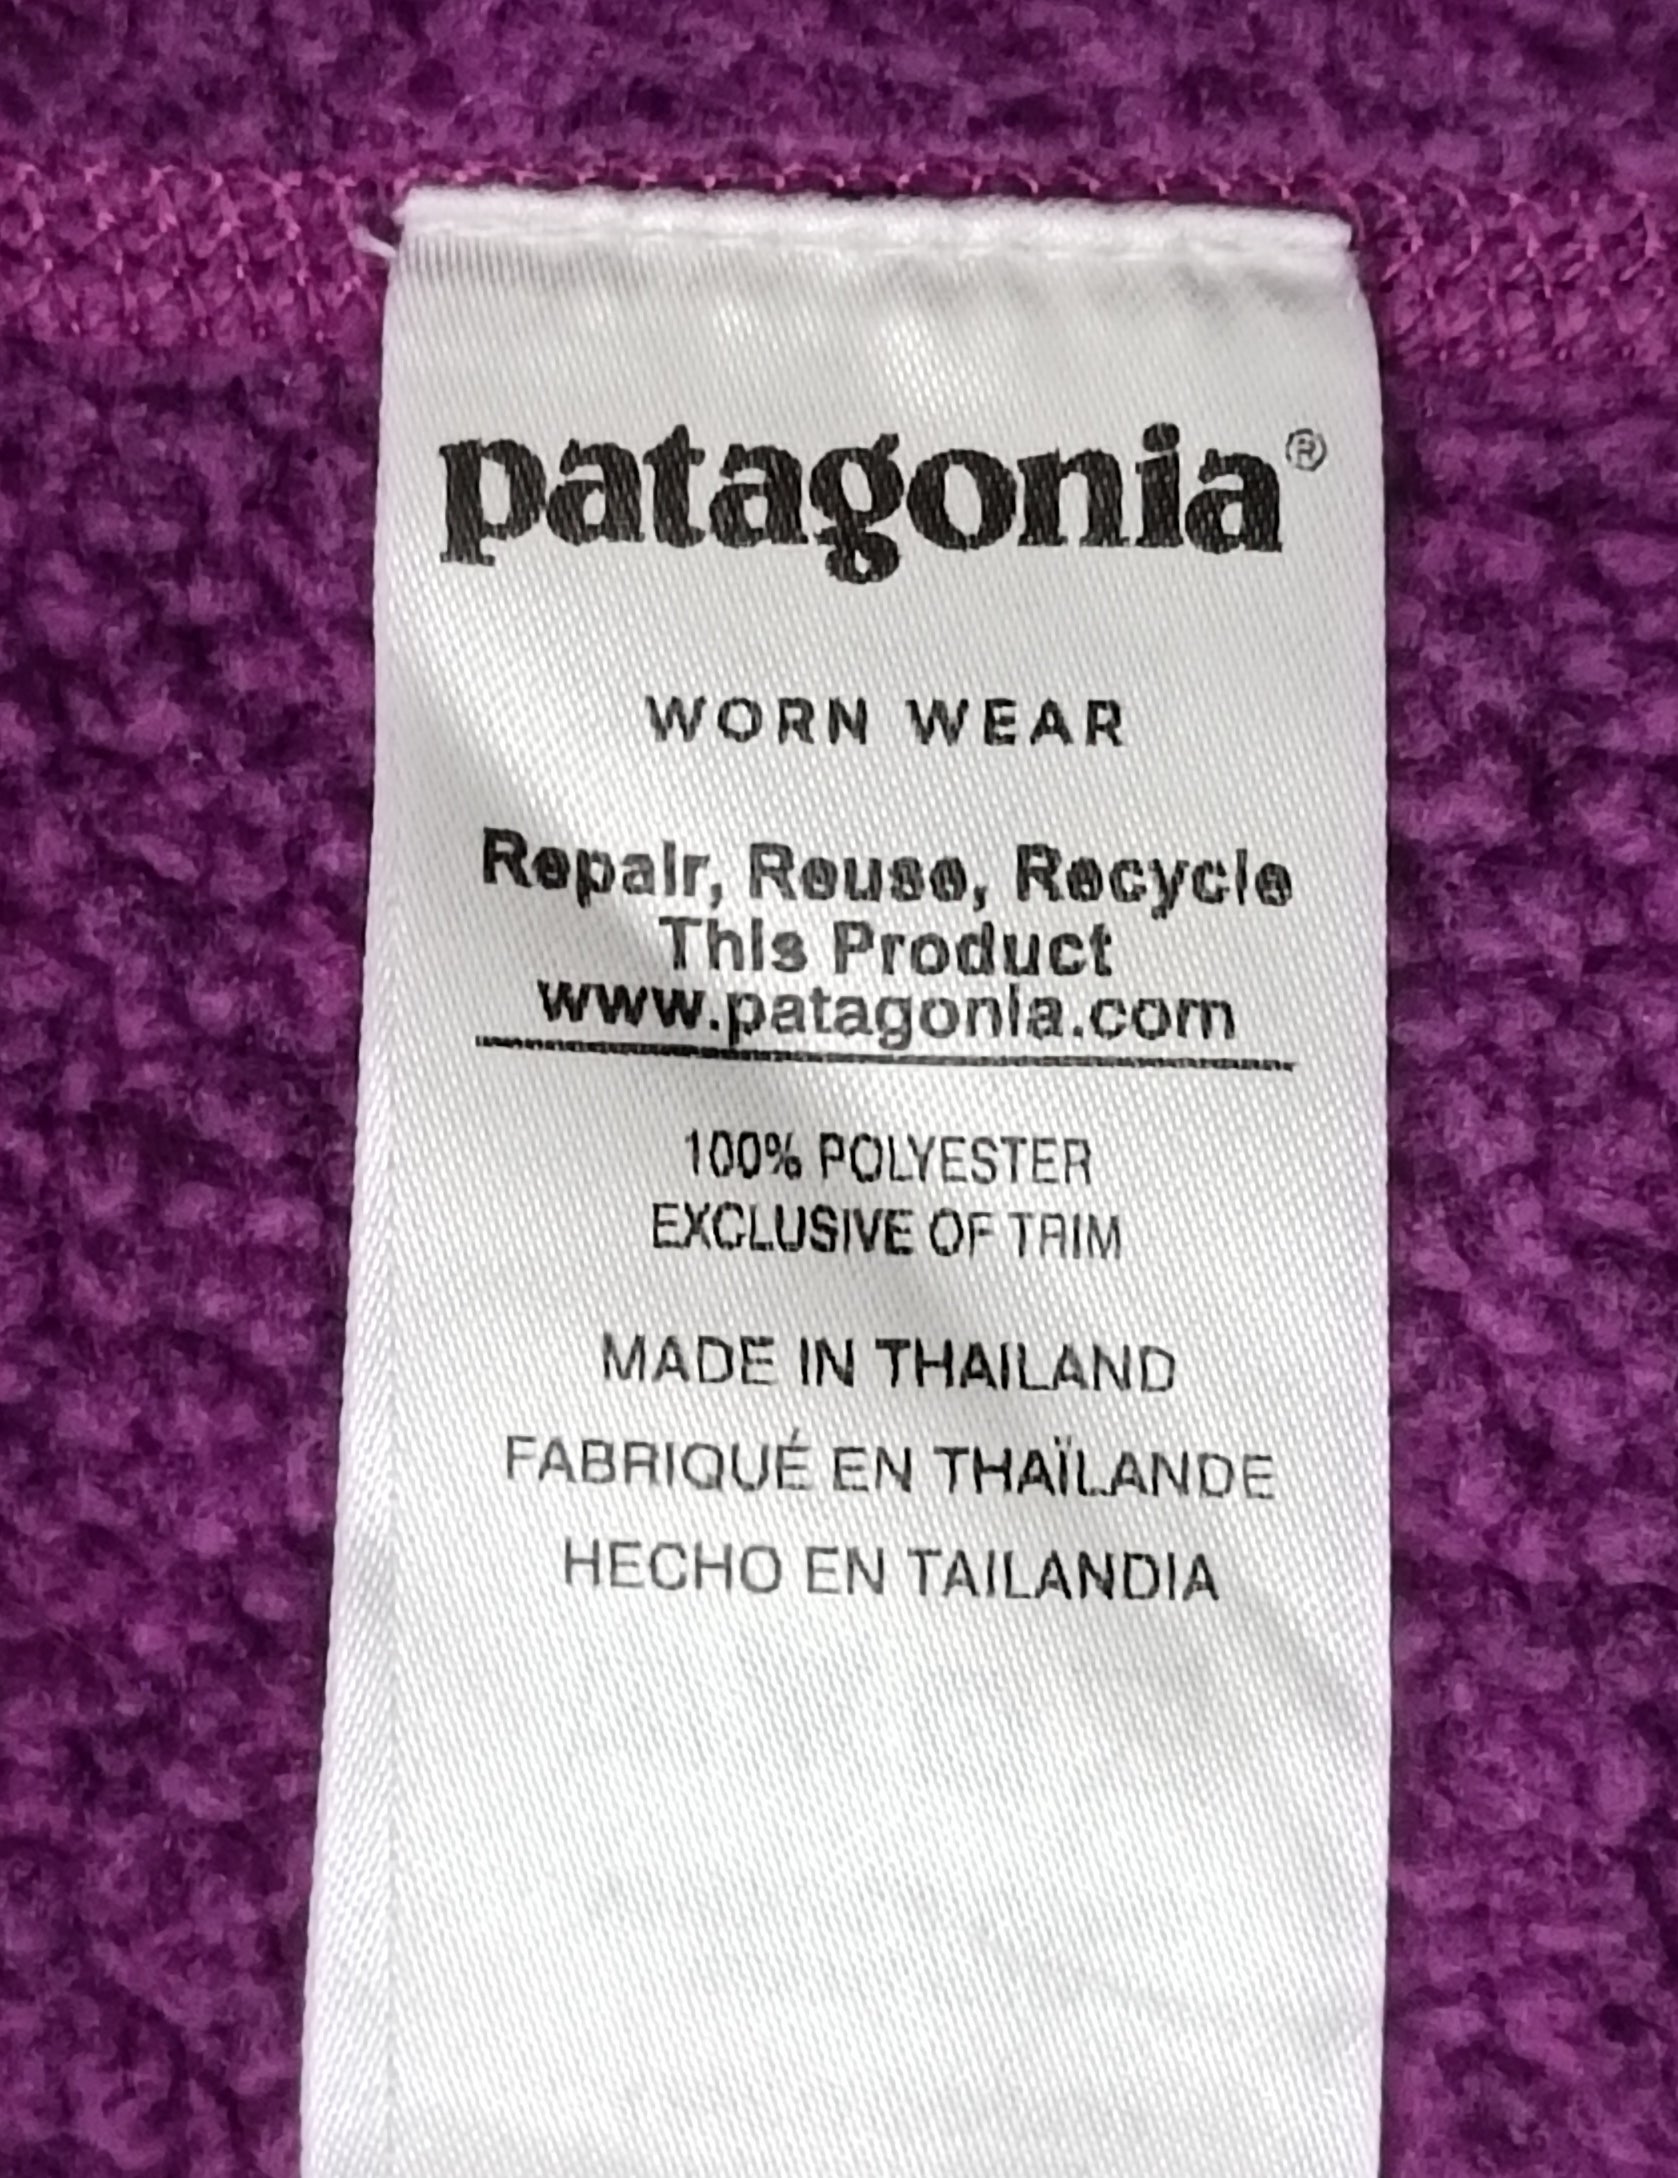 patagonia®
WORN WEAR
Repair, Reuse, Recycle
This Product
www.patagonia.com
100% POLYESTER
EXCLUSIVE OF TRIM
MADE IN THAILAND
FABRIQUÉ EN THAÏLANDE
HECHO EN TAILANDIA